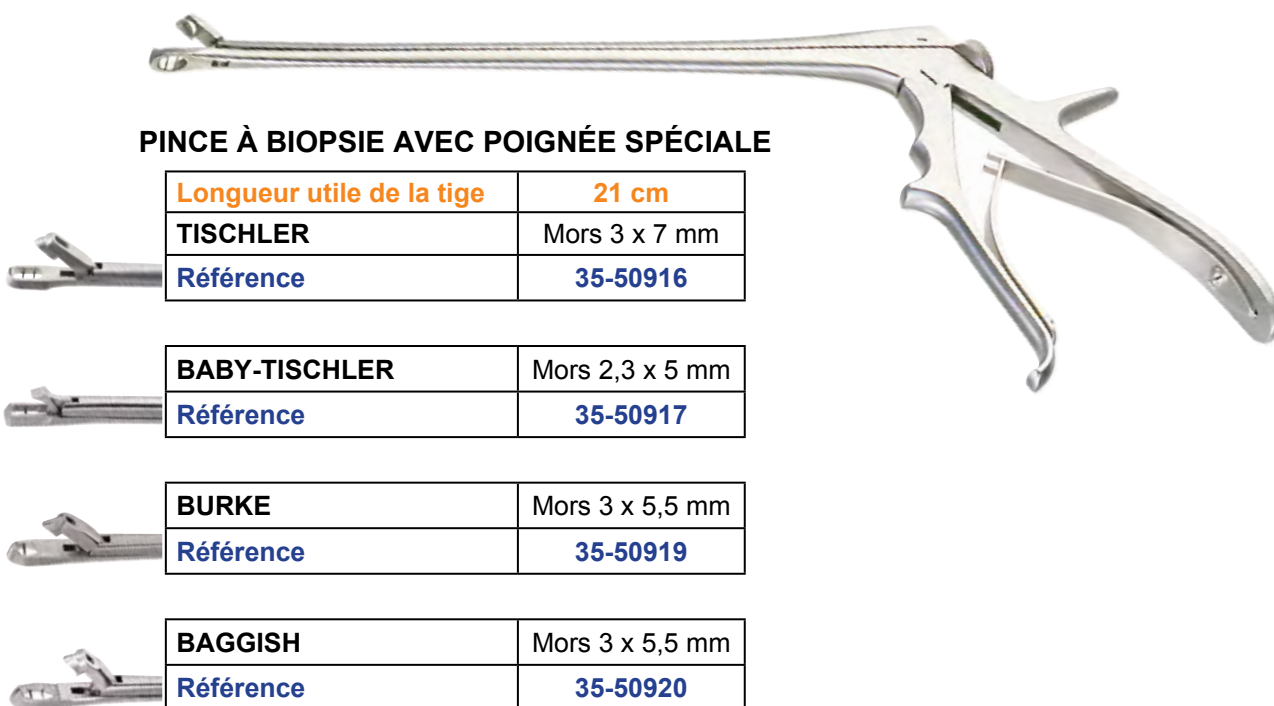 PINCE À BIOPSIE AVEC POIGNÉE SPÉCIALE
Longueur utile de la tige 21 cm
TISCHLER Mors 3 x 7 mm
Référence 35-50916
BABY-TISCHLER Mors 2,3 x 5 mm
Référence 35-50917
BURKE Mors 3 x 5,5 mm
Référence 35-50919
BAGGISH Mors 3 x 5,5 mm
Référence 35-50920